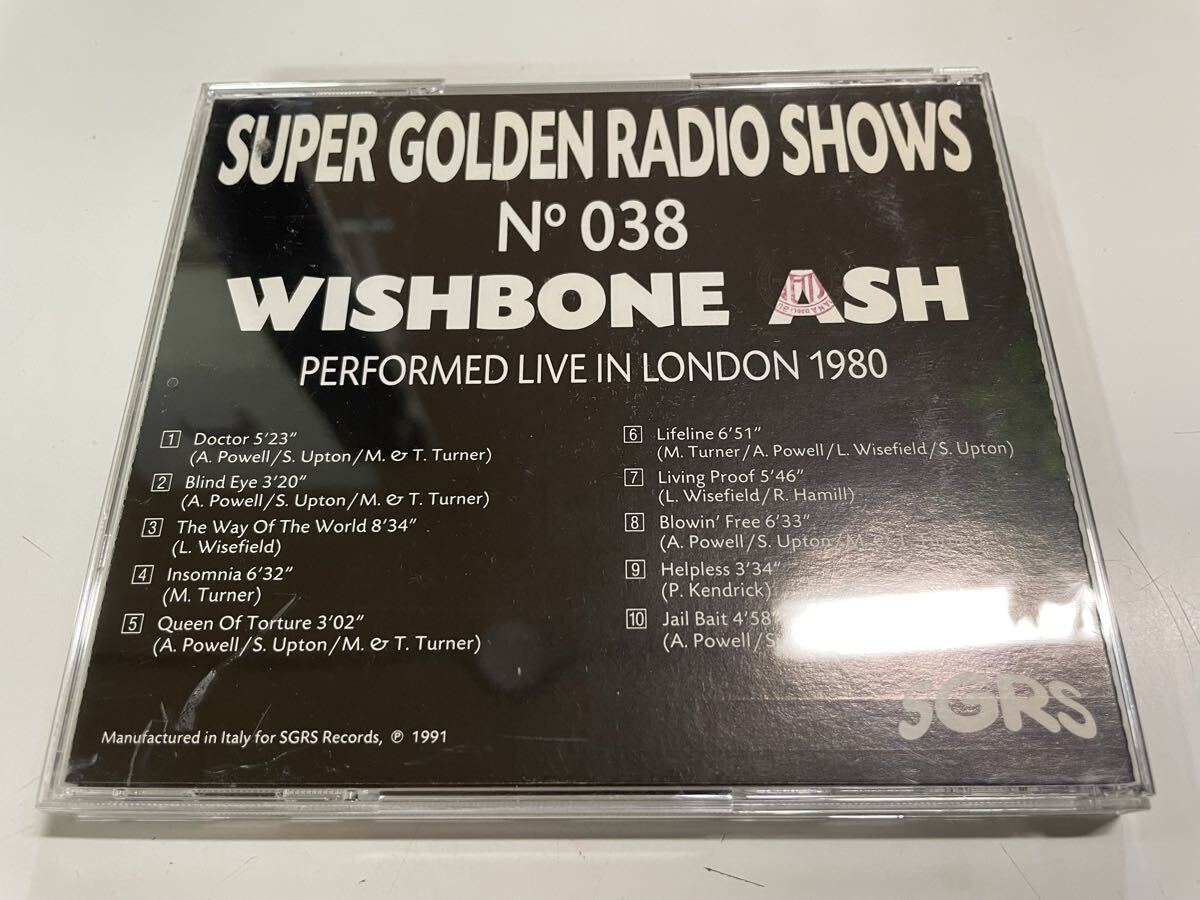 SUPER GOLDEN RADIO SHOWS
Nº 038
WISHBONE ASH
PERFORMED LIVE IN LONDON 1980
1 Doctor 5'23"
(A. Powell/S. Upton/M. & T. Turner)
2 Blind Eye 3'20"
(A. Powell/S. Upton/M. & T. Turner)
3 The Way Of The World 8'34"
(L. Wisefield)
4 Insomnia 6'32"
(M. Turner)
5 Queen Of Torture 3'02"
(A. Powell/S. Upton/M. & T. Turner)
6 Lifeline 6'51"
(M. Turner/A. Powell/L. Wisefield/S. Upton)
7 Living Proof 5'46"
(L. Wisefield/R. Hamill)
8 Blowin' Free 6'33"
(A. Powell/S. Upton/M. & T. Turner)
9 Helpless 3'34"
(P. Kendrick)
10 Jail Bait 4'58"
(A. Powell/S
SGRS
Manufactured in Italy for SGRS Records, ℗ 1991